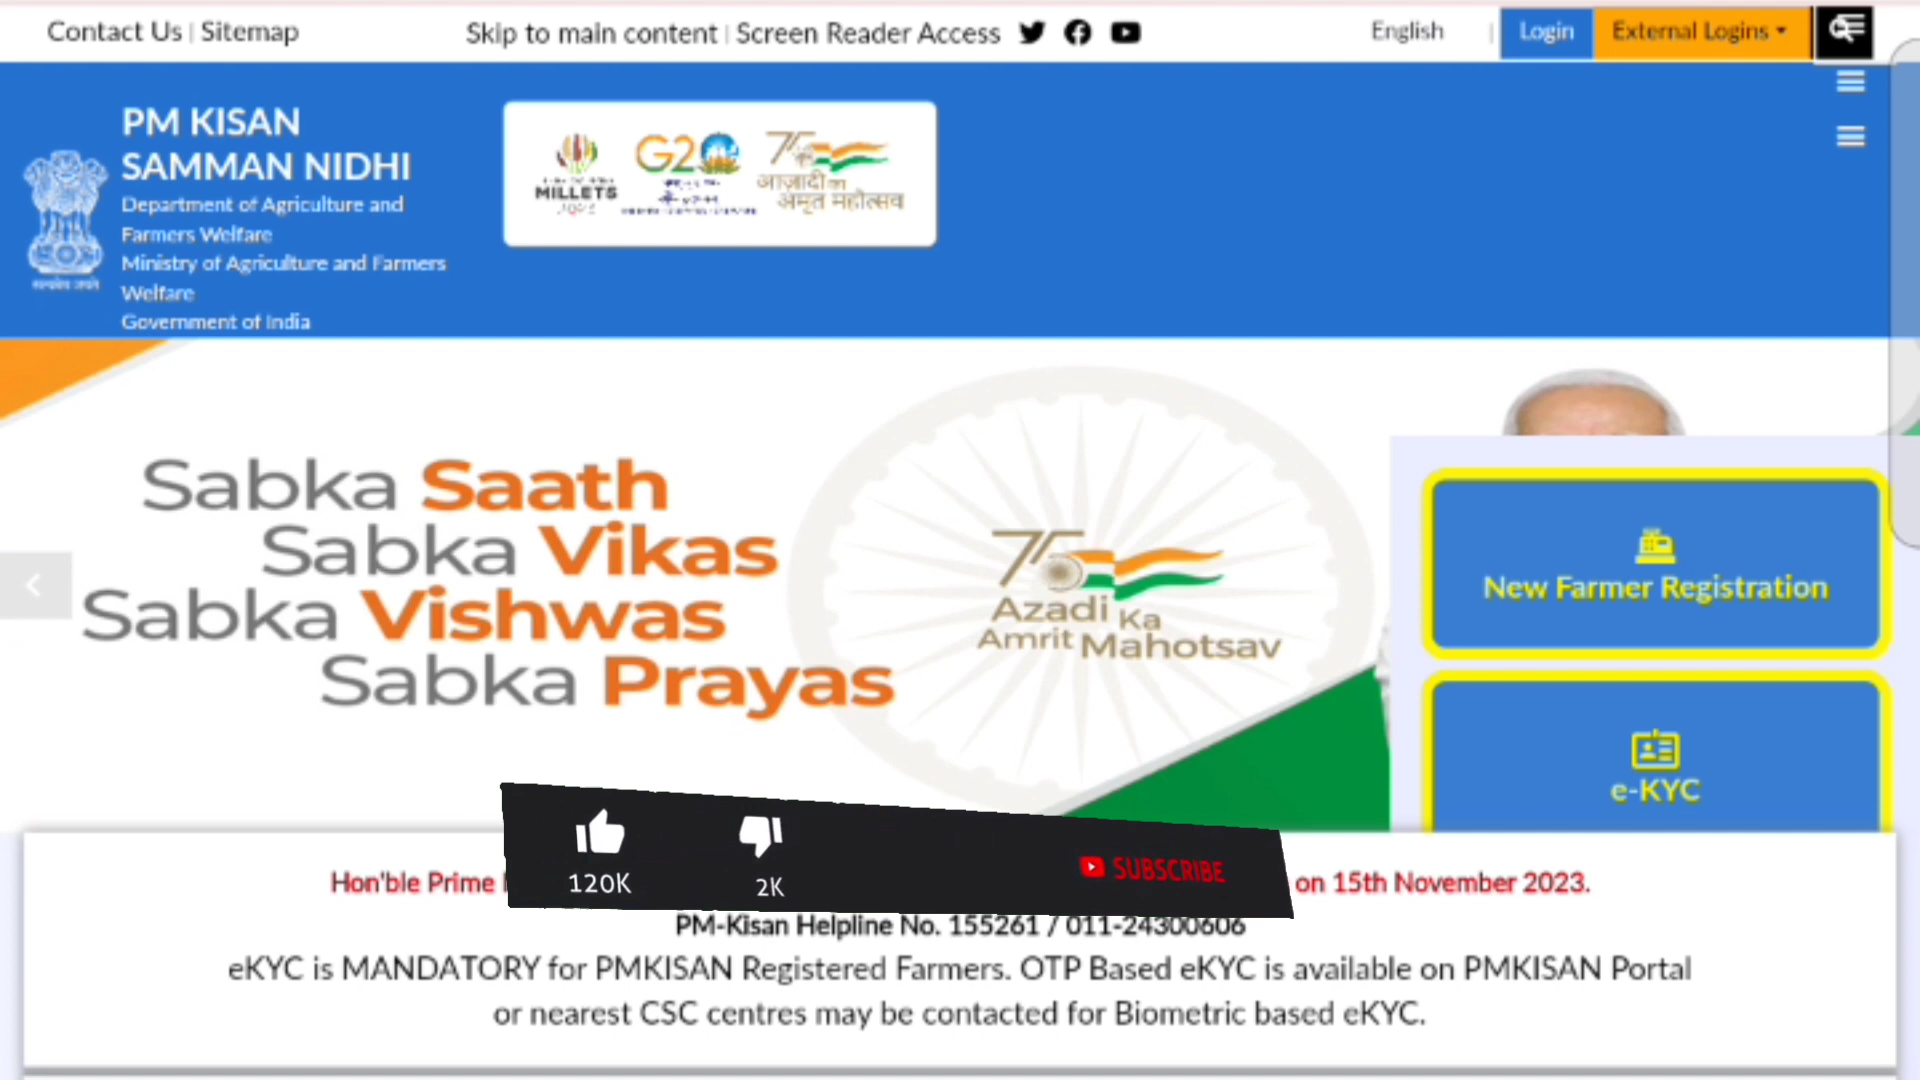 Contact Us | Sitemap
Skip to main content | Screen Reader Access
English | Login External Logins
PM KISAN
SAMMAN NIDHI
Department of Agriculture and
Farmers Welfare
Ministry of Agriculture and Farmers
Welfare
Government of India
सत्यमेव जयते
MILLETS
G20
75
आज़ादी का
अमृत महोत्सव
Sabka Saath
Sabka Vikas
Sabka Vishwas
Sabka Prayas
75
Azadi Ka
Amrit Mahotsav
New Farmer Registration
e-KYC
120K
2K
SUBSCRIBE
Hon'ble Prime on 15th November 2023.
PM-Kisan Helpline No. 155261 / 011-24300606
eKYC is MANDATORY for PMKISAN Registered Farmers. OTP Based eKYC is available on PMKISAN Portal
or nearest CSC centres may be contacted for Biometric based eKYC.